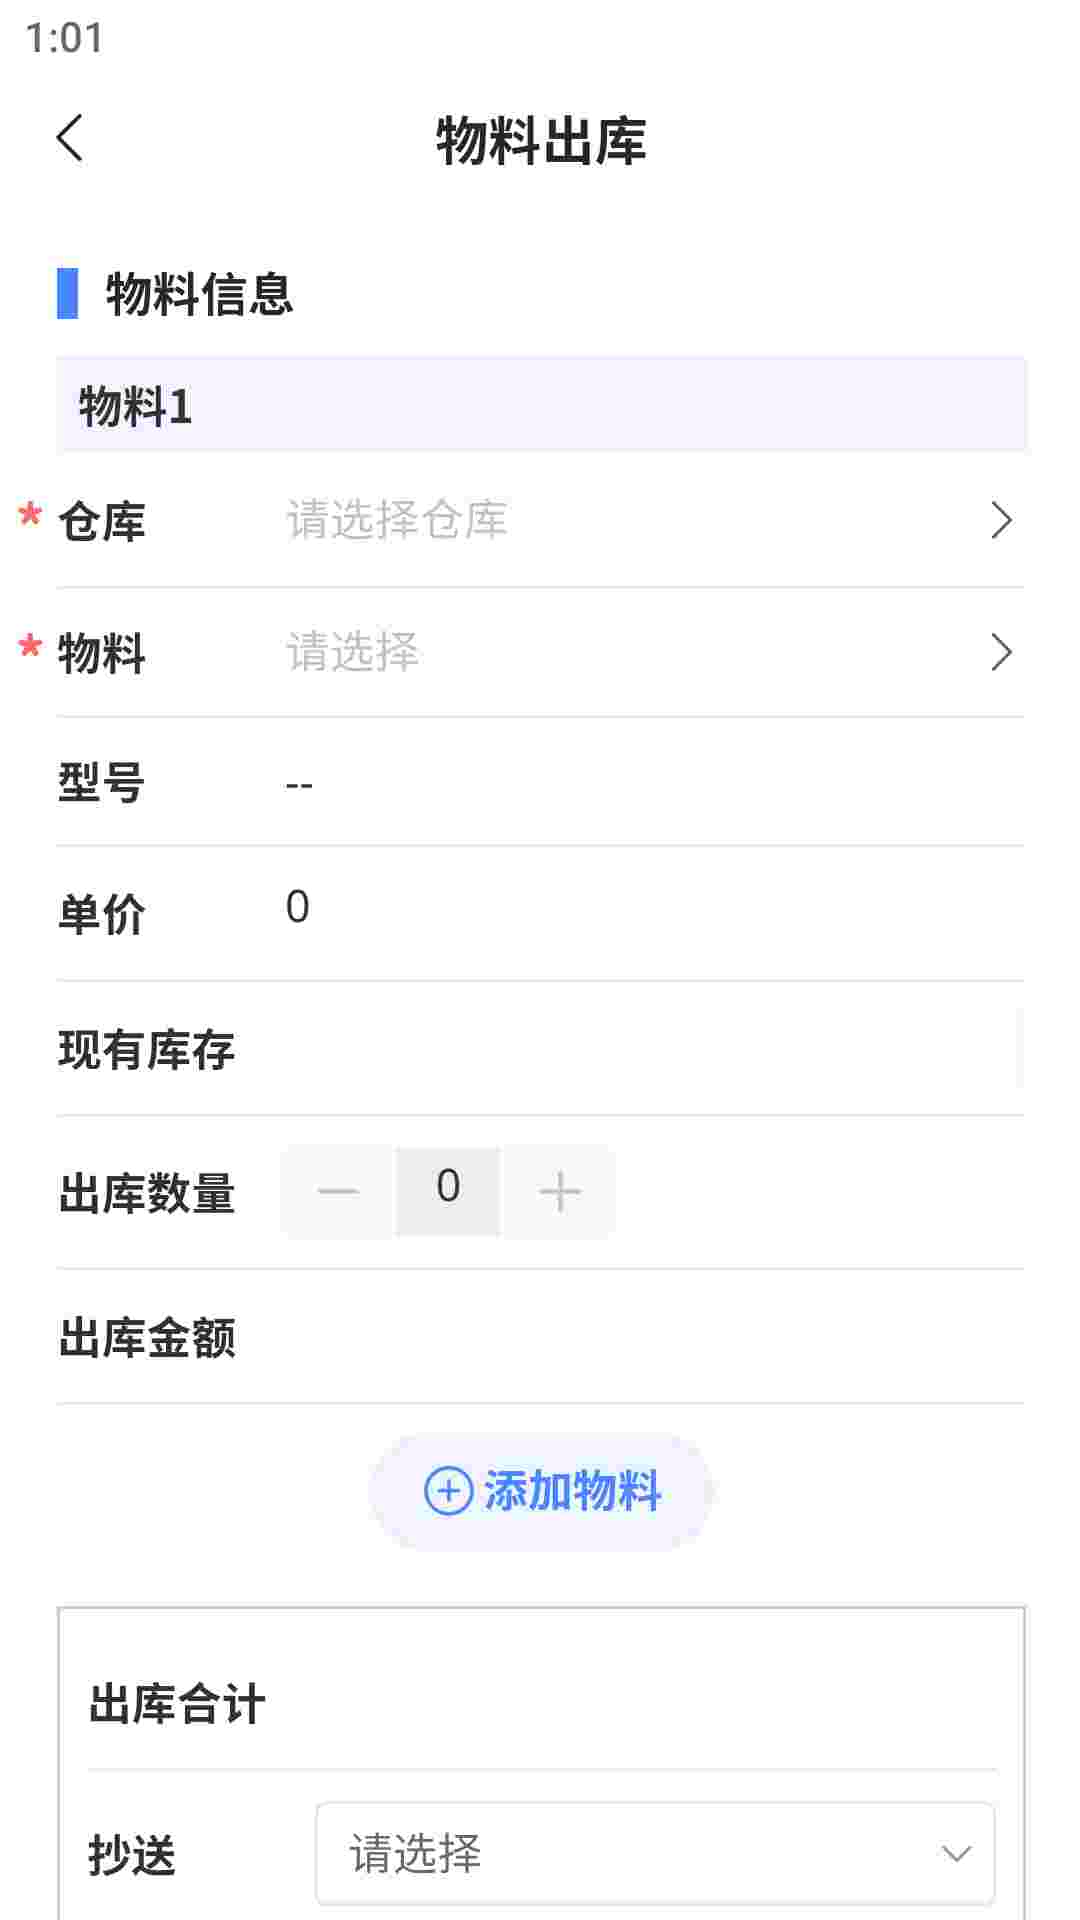 1:01
物料出库
物料信息
物料1
* 仓库 请选择仓库
* 物料 请选择
型号 --
单价 0
现有库存
出库数量 — 0 +
出库金额
添加物料
出库合计
抄送 请选择